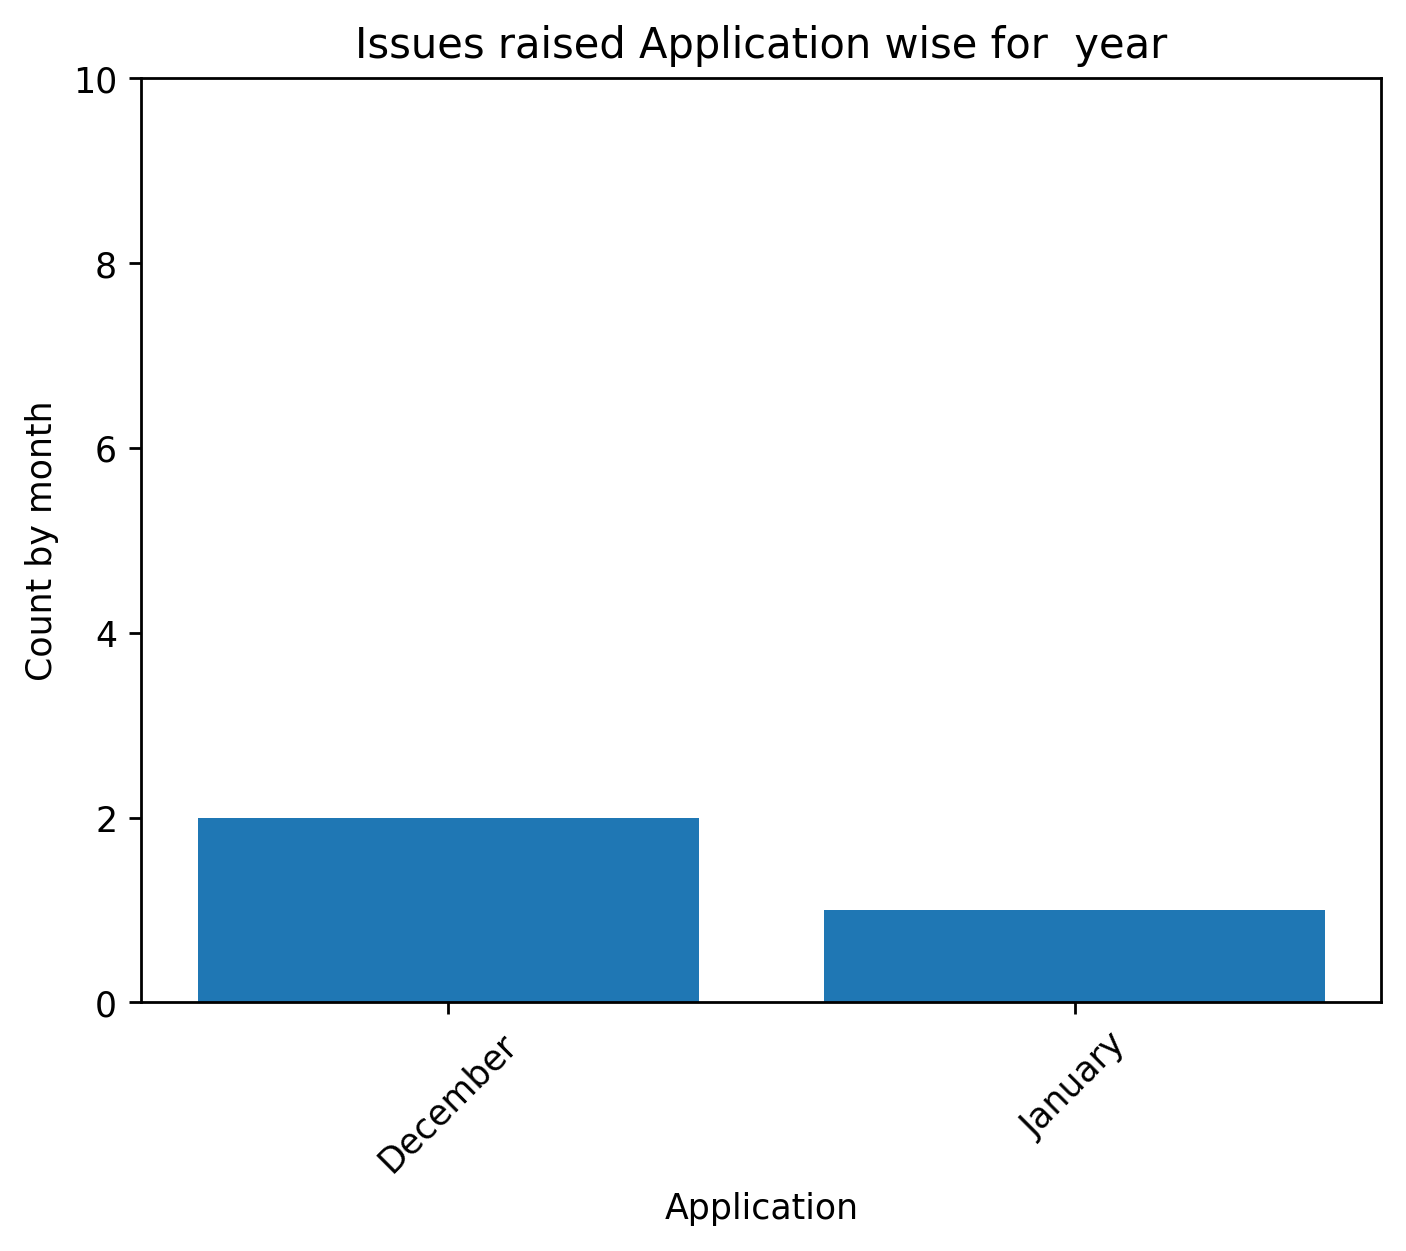 Issues raised Application wise for  year
10
8
6
4
2
0
Count by month
December
January
Application